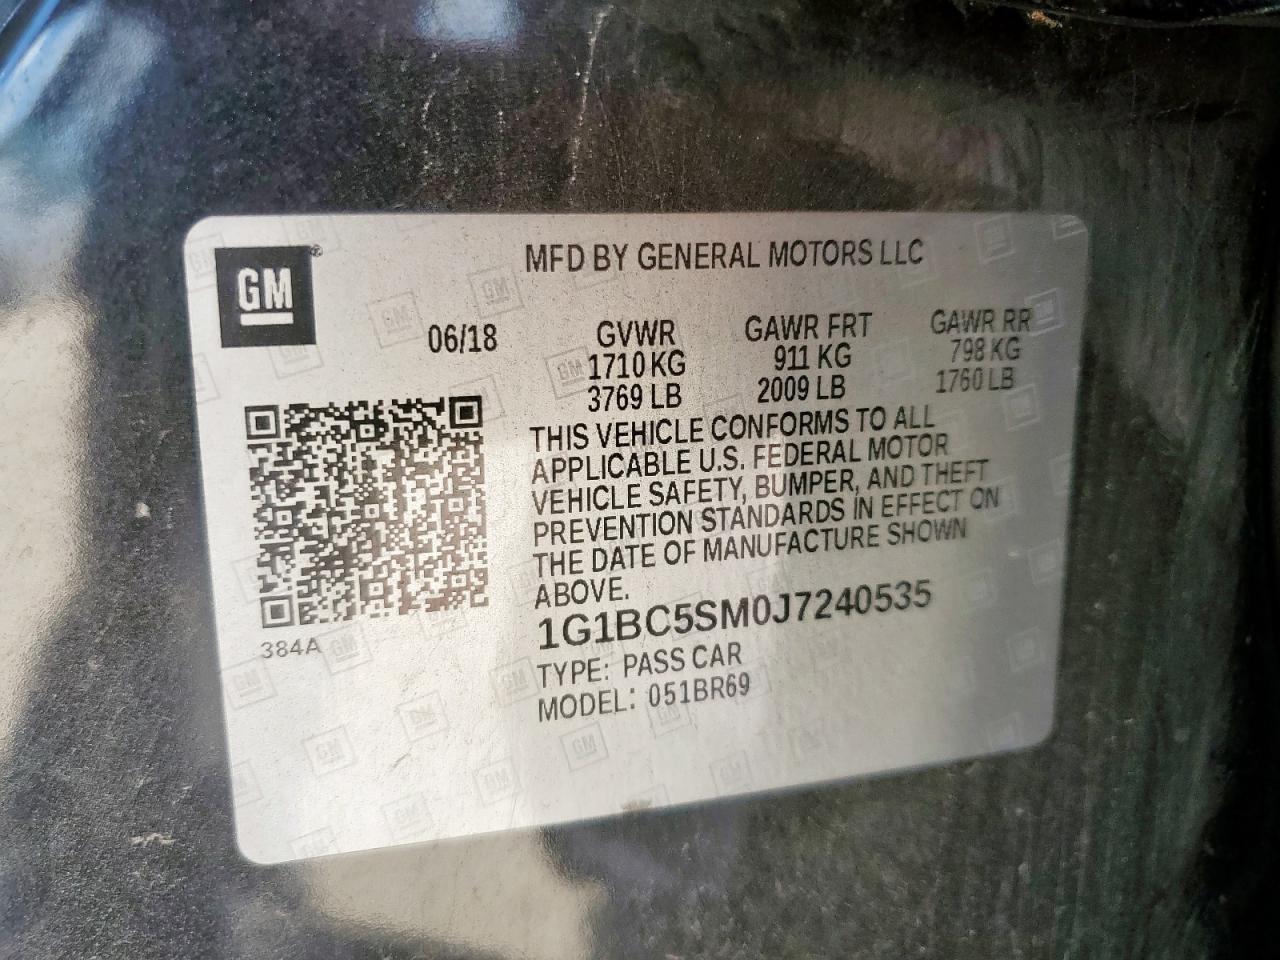 GM®
MFD BY GENERAL MOTORS LLC
06/18 GVWR GAWR FRT GAWR RR
1710 KG 911 KG 798 KG
3769 LB 2009 LB 1760 LB
THIS VEHICLE CONFORMS TO ALL
APPLICABLE U.S. FEDERAL MOTOR
VEHICLE SAFETY, BUMPER, AND THEFT
PREVENTION STANDARDS IN EFFECT ON
THE DATE OF MANUFACTURE SHOWN
ABOVE.
1G1BC5SM0J7240535
384A
TYPE: PASS CAR
MODEL: 051BR69